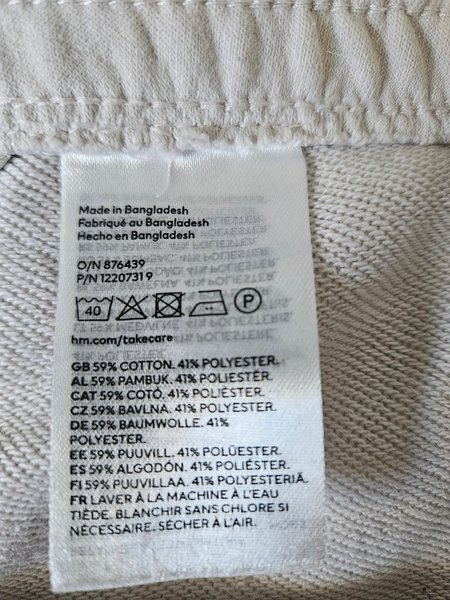 Made in Bangladesh
Fabriqué au Bangladesh
Hecho en Bangladesh
O/N 876439
P/N 1220731 9
40
P
hm.com/takecare
GB 59% COTTON. 41% POLYESTER.
AL 59% PAMBUK. 41% POLIESTËR.
CAT 59% COTÓ. 41% POLIÈSTER.
CZ 59% BAVLNA. 41% POLYESTER.
DE 59% BAUMWOLLE. 41%
POLYESTER.
EE 59% PUUVILL. 41% POLÜESTER.
ES 59% ALGODÓN. 41% POLIÉSTER.
FI 59% PUUVILLAA. 41% POLYESTERIÄ.
FR LAVER À LA MACHINE À L'EAU
TIÈDE. BLANCHIR SANS CHLORE SI
NÉCESSAIRE. SÉCHER À L'AIR.